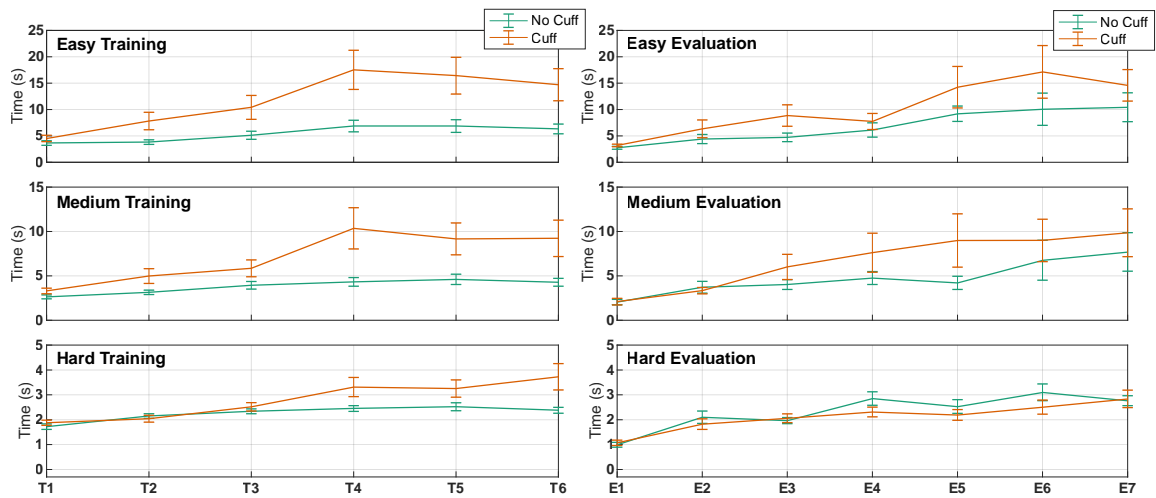 No Cuff
Cuff
Easy Training
Time (s)
25
20
15
10
5
0
Medium Training
Time (s)
15
10
5
0
Hard Training
Time (s)
5
4
3
2
1
0
T1 T2 T3 T4 T5 T6
No Cuff
Cuff
Easy Evaluation
Time (s)
25
20
15
10
5
0
Medium Evaluation
Time (s)
15
10
5
0
Hard Evaluation
Time (s)
5
4
3
2
1
0
E1 E2 E3 E4 E5 E6 E7